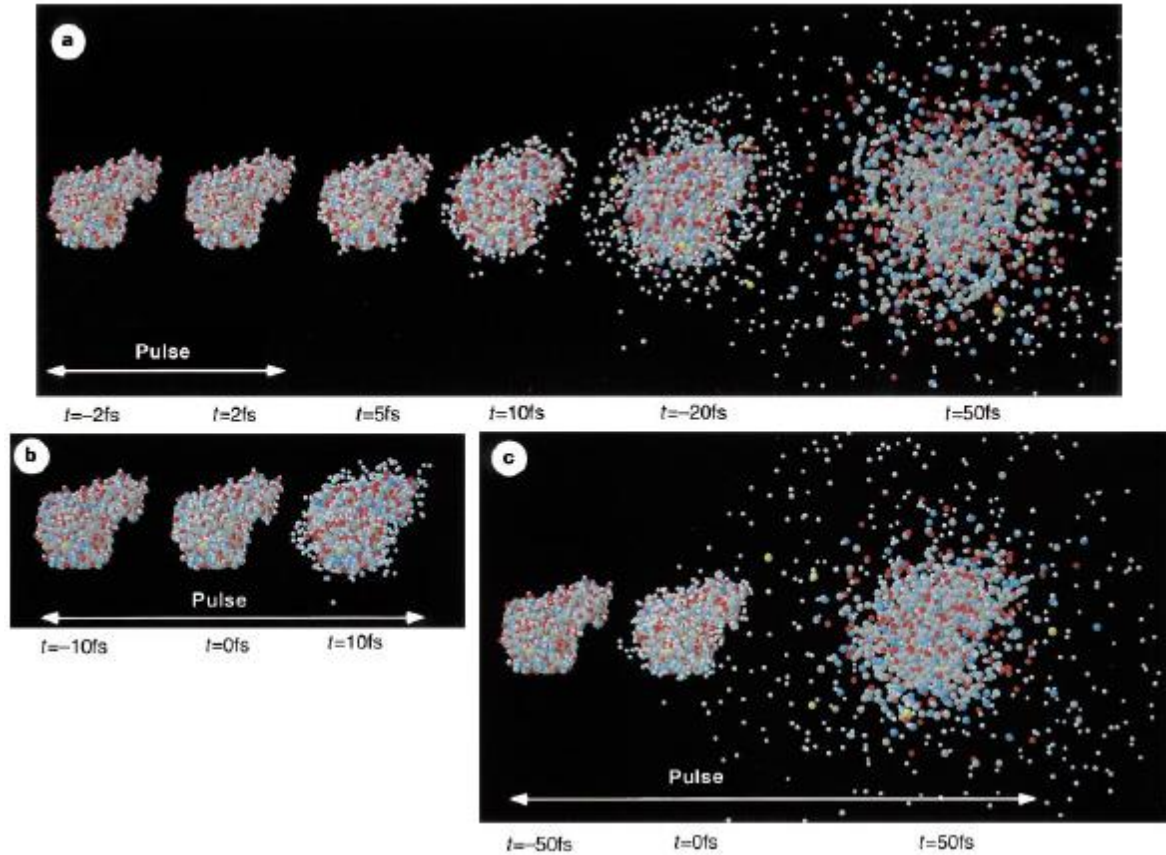 a
Pulse
t=-2fs t=2fs t=5fs t=10fs t=-20fs t=50fs
b
Pulse
t=-10fs t=0fs t=10fs
c
Pulse
t=-50fs t=0fs t=50fs